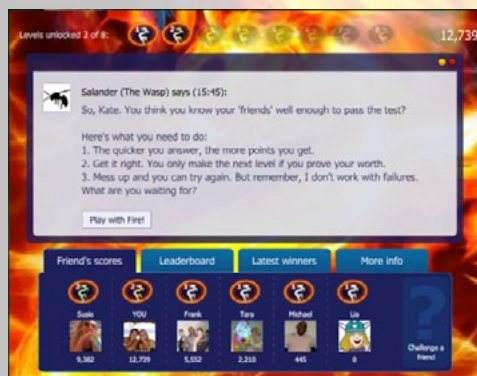 Levels unlocked 2 of 8:
12,739
Salander (The Wasp) says (15:45):
So, Kate. You think you know your 'friends' well enough to pass the test?
Here's what you need to do:
1. The quicker you answer, the more points you get.
2. Get it right. You only make the next level if you prove your worth.
3. Mess up and you can try again. But remember, I don't work with failures.
What are you waiting for?
Play with Fire!
Friend's scores Leaderboard Latest winners More info
Susie YOU Frank Tara Michael Lia
?
9,382 12,739 5,552 2,210 445 0
Challenge a
friend